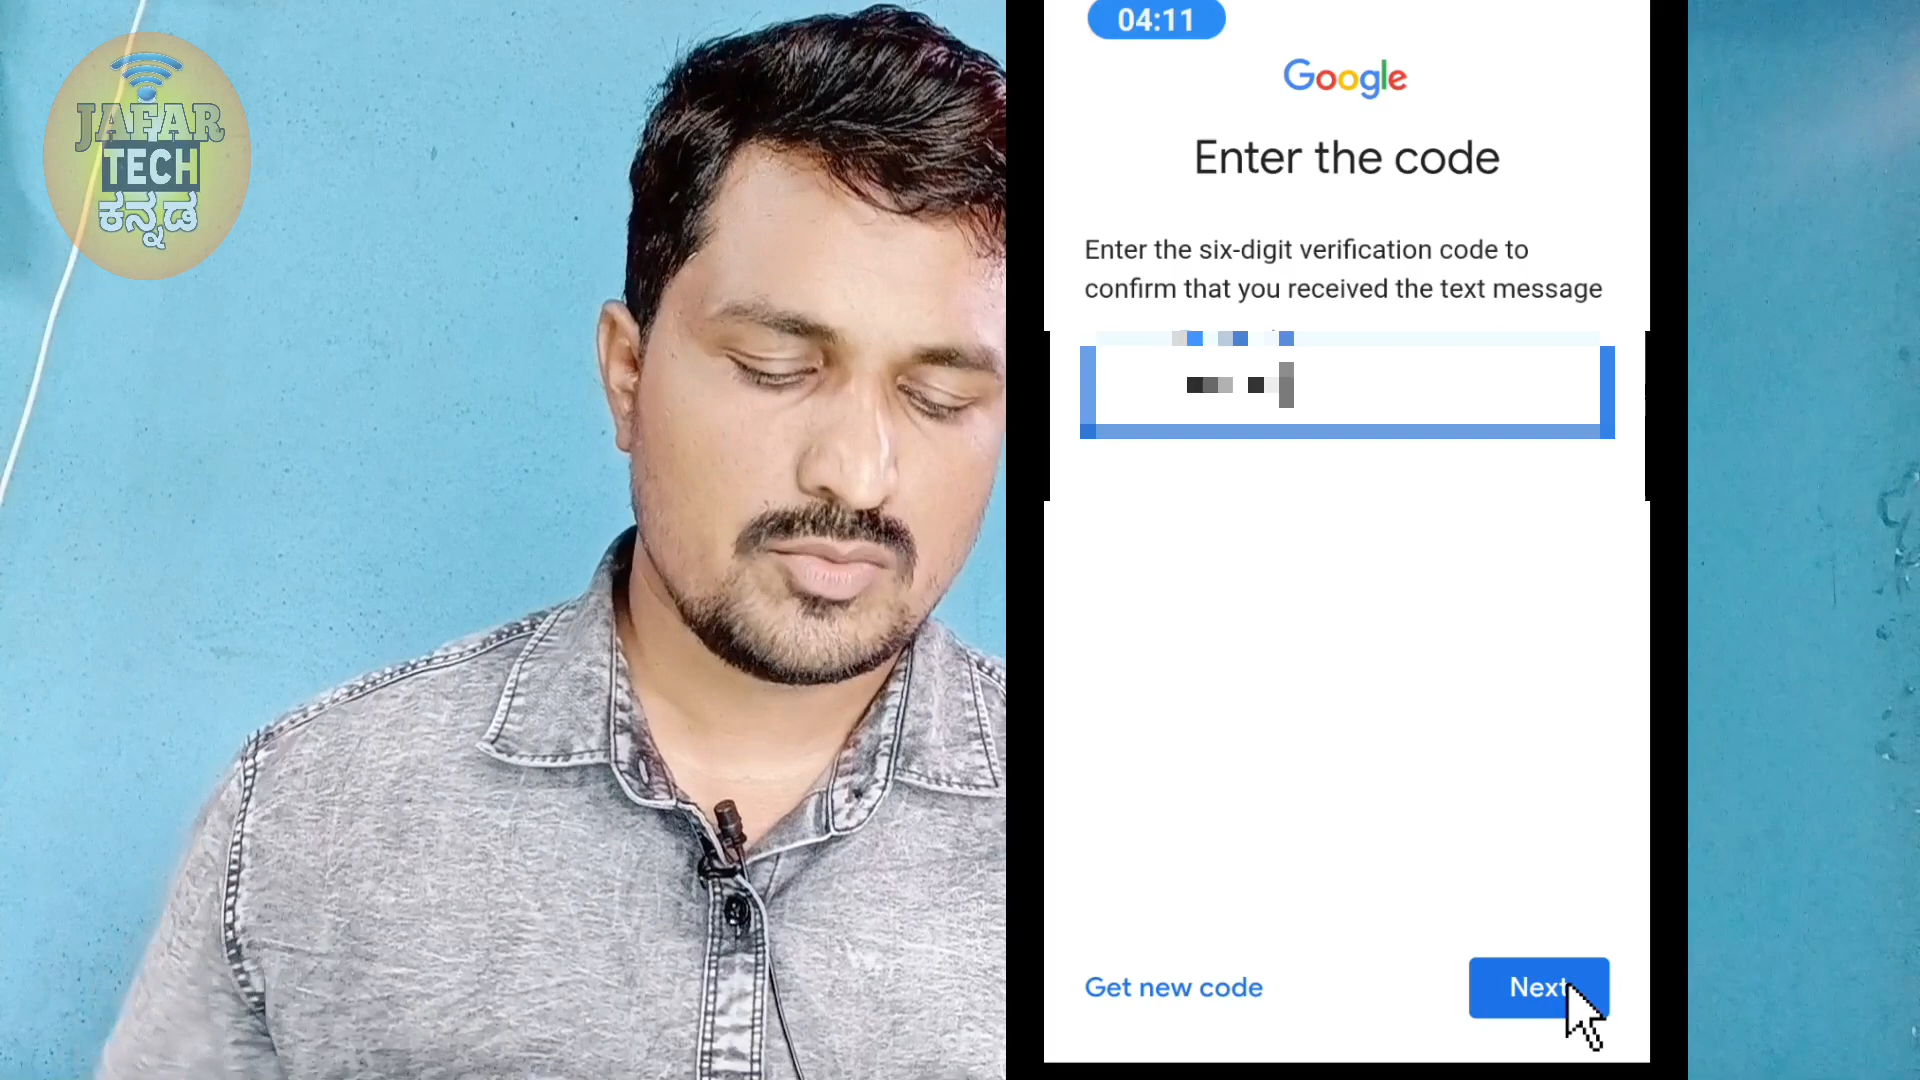 JAFAR
TECH
ಕನ್ನಡ
04:11
Google
Enter the code
Enter the six-digit verification code to
confirm that you received the text message
Get new code
Next